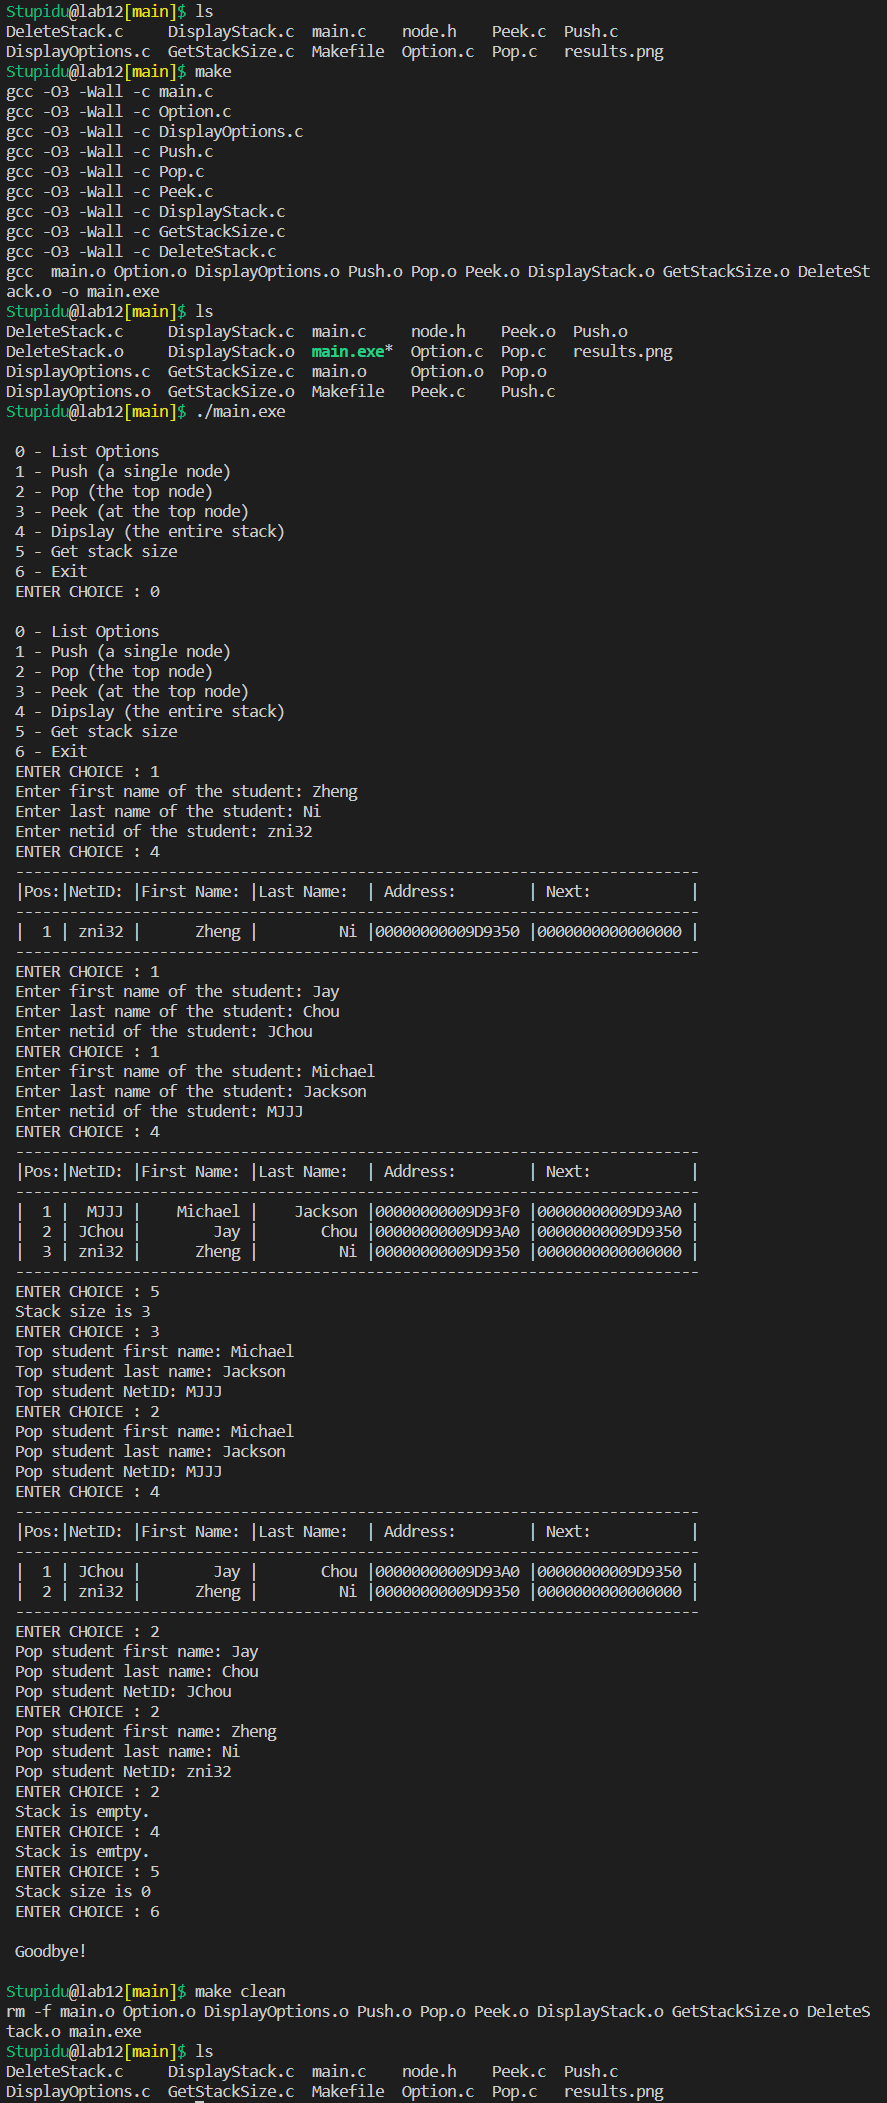 Stupidu@lab12[main]$ ls
DeleteStack.c     DisplayStack.c  main.c    node.h    Peek.c  Push.c
DisplayOptions.c  GetStackSize.c  Makefile  Option.c  Pop.c   results.png
Stupidu@lab12[main]$ make
gcc -O3 -Wall -c main.c
gcc -O3 -Wall -c Option.c
gcc -O3 -Wall -c DisplayOptions.c
gcc -O3 -Wall -c Push.c
gcc -O3 -Wall -c Pop.c
gcc -O3 -Wall -c Peek.c
gcc -O3 -Wall -c DisplayStack.c
gcc -O3 -Wall -c GetStackSize.c
gcc -O3 -Wall -c DeleteStack.c
gcc  main.o Option.o DisplayOptions.o Push.o Pop.o Peek.o DisplayStack.o GetStackSize.o DeleteSt
ack.o -o main.exe
Stupidu@lab12[main]$ ls
DeleteStack.c     DisplayStack.c  main.c     node.h    Peek.o  Push.o
DeleteStack.o     DisplayStack.o  main.exe*  Option.c  Pop.c   results.png
DisplayOptions.c  GetStackSize.c  main.o     Option.o  Pop.o
DisplayOptions.o  GetStackSize.o  Makefile   Peek.c    Push.c
Stupidu@lab12[main]$ ./main.exe

 0 - List Options
 1 - Push (a single node)
 2 - Pop (the top node)
 3 - Peek (at the top node)
 4 - Dipslay (the entire stack)
 5 - Get stack size
 6 - Exit
 ENTER CHOICE : 0

 0 - List Options
 1 - Push (a single node)
 2 - Pop (the top node)
 3 - Peek (at the top node)
 4 - Dipslay (the entire stack)
 5 - Get stack size
 6 - Exit
 ENTER CHOICE : 1
 Enter first name of the student: Zheng
 Enter last name of the student: Ni
 Enter netid of the student: zni32
 ENTER CHOICE : 4
 ----------------------------------------------------------------------------
 |Pos:|NetID: |First Name: |Last Name:  | Address:        | Next:           |
 ----------------------------------------------------------------------------
 |  1 | zni32 |      Zheng |         Ni |00000000009D9350 |0000000000000000 |
 ----------------------------------------------------------------------------
 ENTER CHOICE : 1
 Enter first name of the student: Jay
 Enter last name of the student: Chou
 Enter netid of the student: JChou
 ENTER CHOICE : 1
 Enter first name of the student: Michael
 Enter last name of the student: Jackson
 Enter netid of the student: MJJJ
 ENTER CHOICE : 4
 ----------------------------------------------------------------------------
 |Pos:|NetID: |First Name: |Last Name:  | Address:        | Next:           |
 ----------------------------------------------------------------------------
 |  1 |  MJJJ |    Michael |    Jackson |00000000009D93F0 |00000000009D93A0 |
 |  2 | JChou |        Jay |       Chou |00000000009D93A0 |00000000009D9350 |
 |  3 | zni32 |      Zheng |         Ni |00000000009D9350 |0000000000000000 |
 ----------------------------------------------------------------------------
 ENTER CHOICE : 5
 Stack size is 3
 ENTER CHOICE : 3
 Top student first name: Michael
 Top student last name: Jackson
 Top student NetID: MJJJ
 ENTER CHOICE : 2
 Pop student first name: Michael
 Pop student last name: Jackson
 Pop student NetID: MJJJ
 ENTER CHOICE : 4
 ----------------------------------------------------------------------------
 |Pos:|NetID: |First Name: |Last Name:  | Address:        | Next:           |
 ----------------------------------------------------------------------------
 |  1 | JChou |        Jay |       Chou |00000000009D93A0 |00000000009D9350 |
 |  2 | zni32 |      Zheng |         Ni |00000000009D9350 |0000000000000000 |
 ----------------------------------------------------------------------------
 ENTER CHOICE : 2
 Pop student first name: Jay
 Pop student last name: Chou
 Pop student NetID: JChou
 ENTER CHOICE : 2
 Pop student first name: Zheng
 Pop student last name: Ni
 Pop student NetID: zni32
 ENTER CHOICE : 2
 Stack is empty.
 ENTER CHOICE : 4
 Stack is emtpy.
 ENTER CHOICE : 5
 Stack size is 0
 ENTER CHOICE : 6

 Goodbye!

Stupidu@lab12[main]$ make clean
rm -f main.o Option.o DisplayOptions.o Push.o Pop.o Peek.o DisplayStack.o GetStackSize.o DeleteS
tack.o main.exe
Stupidu@lab12[main]$ ls
DeleteStack.c     DisplayStack.c  main.c    node.h    Peek.c  Push.c
DisplayOptions.c  GetStackSize.c  Makefile  Option.c  Pop.c   results.png